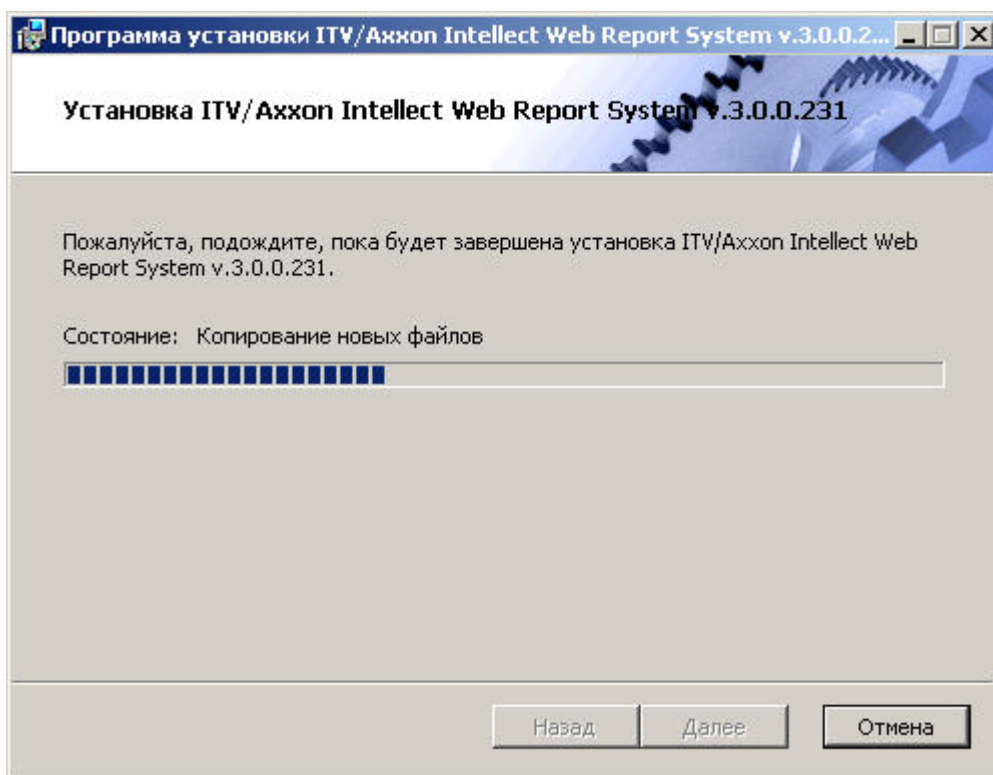 Программа установки ITV/Axxon Intellect Web Report System v.3.0.0.2...
Установка ITV/Axxon Intellect Web Report System v.3.0.0.231
Пожалуйста, подождите, пока будет завершена установка ITV/Axxon Intellect Web
Report System v.3.0.0.231.
Состояние: Копирование новых файлов
Назад Далее Отмена